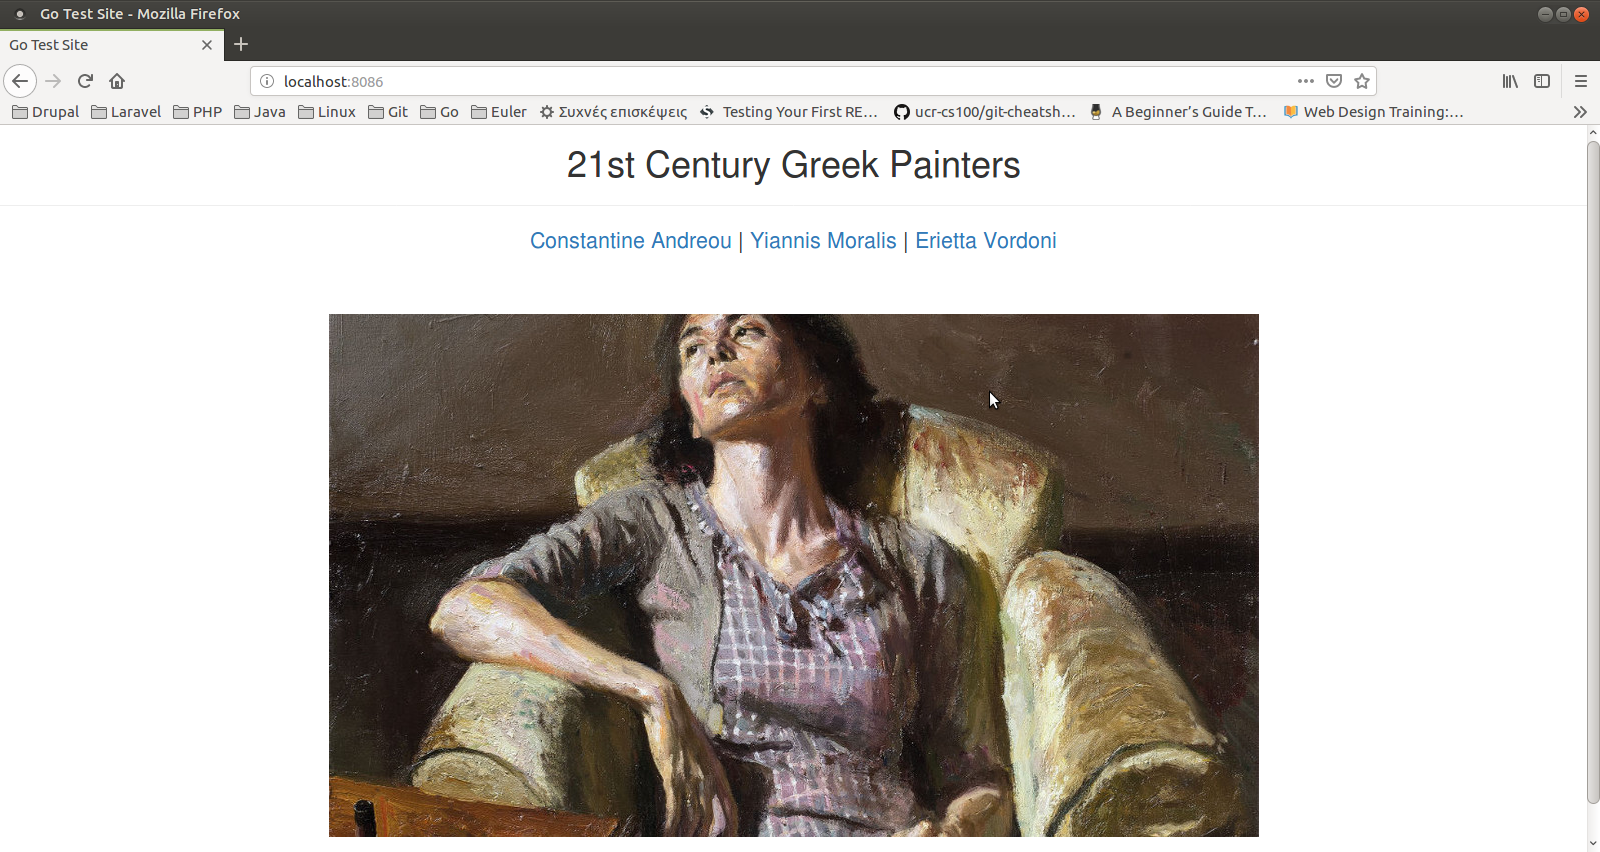 Go Test Site - Mozilla Firefox
Go Test Site
localhost:8086
Drupal Laravel PHP Java Linux Git Go Euler Συχνές επισκέψεις Testing Your First RE... ucr-cs100/git-cheatsh... A Beginner's Guide T... Web Design Training:...
21st Century Greek Painters
Constantine Andreou | Yiannis Moralis | Erietta Vordoni